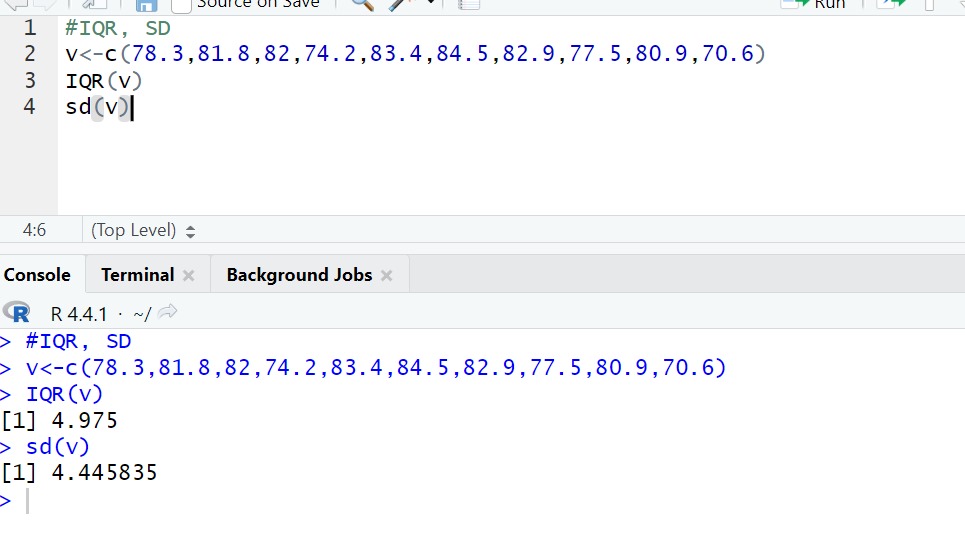 Source on Save Run
1 #IQR, SD
2 v<-c(78.3,81.8,82,74.2,83.4,84.5,82.9,77.5,80.9,70.6)
3 IQR(v)
4 sd(v)
4:6 (Top Level)
Console Terminal Background Jobs
R R 4.4.1 · ~/
> #IQR, SD
> v<-c(78.3,81.8,82,74.2,83.4,84.5,82.9,77.5,80.9,70.6)
> IQR(v)
[1] 4.975
> sd(v)
[1] 4.445835
>